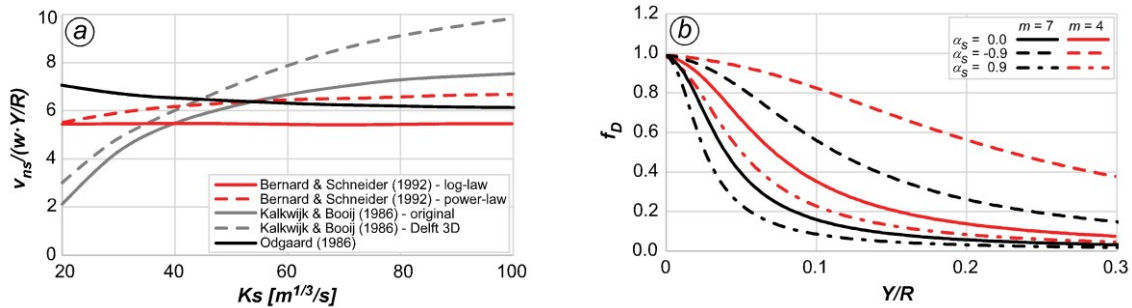 a
v_ns/(w·Y/R)
10
8
6
4
2
0
20 40 60 80 100
Ks [m^1/3/s]
Bernard & Schneider (1992) - log-law
Bernard & Schneider (1992) - power-law
Kalkwijk & Booij (1986) - original
Kalkwijk & Booij (1986) - Delft 3D
Odgaard (1986)
b
f_D
1.2
1.0
0.8
0.6
0.4
0.2
0.0
0 0.1 0.2 0.3
Y/R
m = 7 m = 4
α_s = 0.0
α_s = -0.9
α_s = 0.9